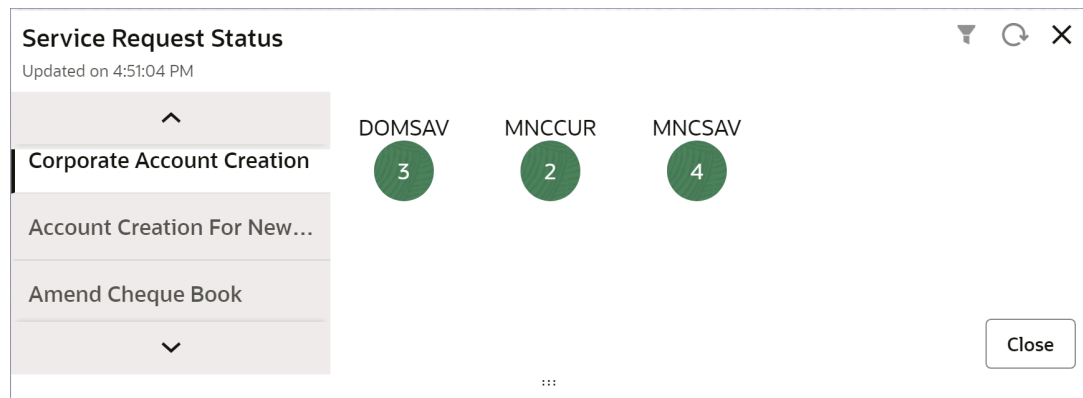 Service Request Status
Updated on 4:51:04 PM
Corporate Account Creation
Account Creation For New...
Amend Cheque Book
DOMSAV MNCCUR MNCSAV
3 2 4
Close